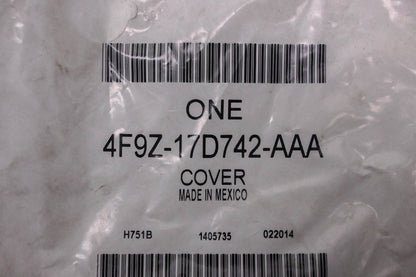 ONE
4F9Z-17D742-AAA
COVER
MADE IN MEXICO
H751B 1405735 022014